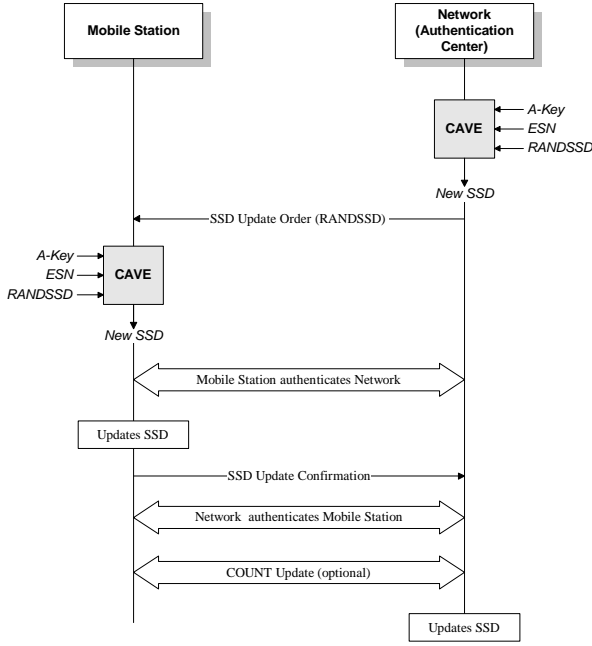 Mobile Station
Network
(Authentication
Center)
CAVE
A-Key
ESN
RANDSSD
New SSD
SSD Update Order (RANDSSD)
A-Key
ESN
RANDSSD
CAVE
New SSD
Mobile Station authenticates Network
Updates SSD
SSD Update Confirmation
Network authenticates Mobile Station
COUNT Update (optional)
Updates SSD